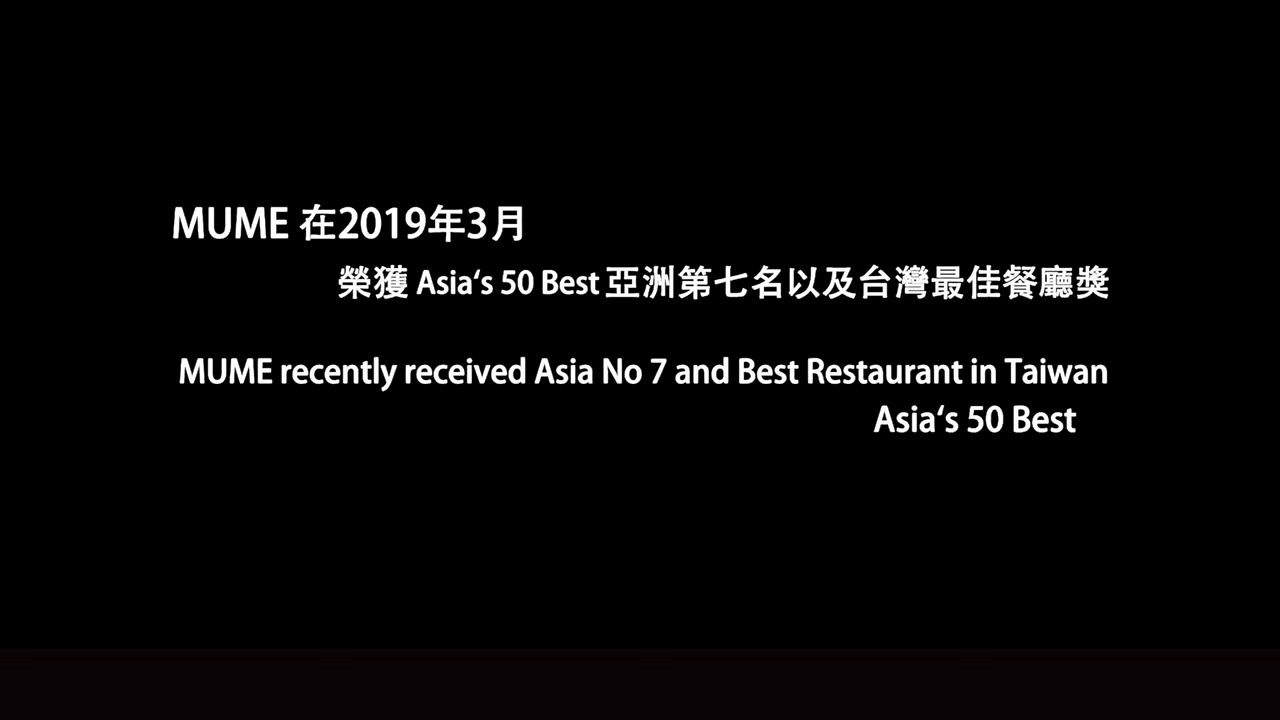 MUME 在2019年3月
榮獲 Asia‘s 50 Best 亞洲第七名以及台灣最佳餐廳獎
MUME recently received Asia No 7 and Best Restaurant in Taiwan
Asia‘s 50 Best